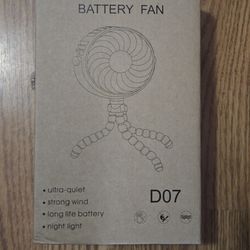 BATTERY FAN
• ultra-quiet
• strong wind
• long life battery
• night light
D07